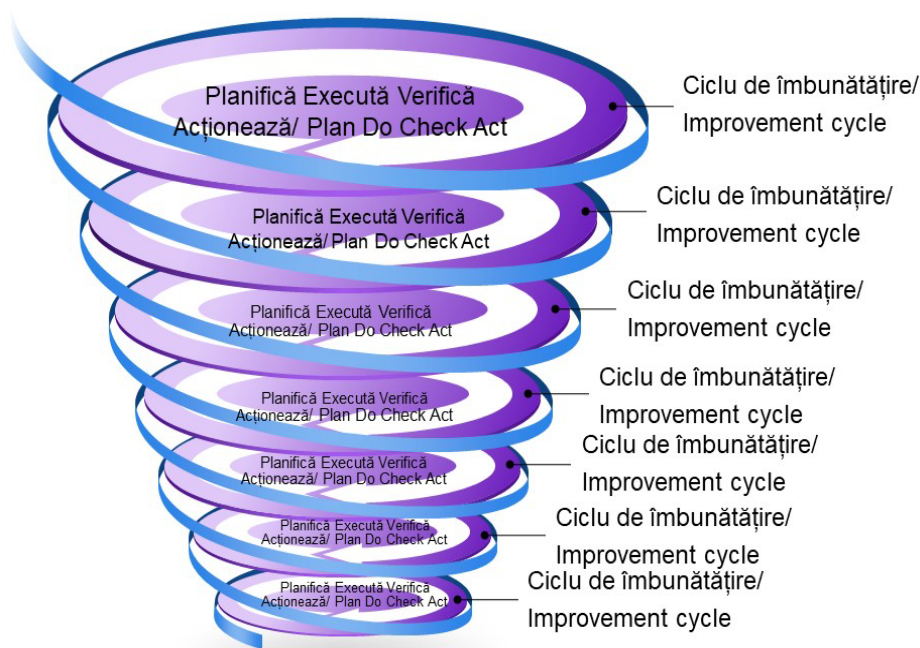 Planifică Execută Verifică
Acționează/ Plan Do Check Act
Ciclu de îmbunătățire/
Improvement cycle
Planifică Execută Verifică
Acționează/ Plan Do Check Act
Ciclu de îmbunătățire/
Improvement cycle
Planifică Execută Verifică
Acționează/ Plan Do Check Act
Ciclu de îmbunătățire/
Improvement cycle
Planifică Execută Verifică
Acționează/ Plan Do Check Act
Ciclu de îmbunătățire/
Improvement cycle
Planifică Execută Verifică
Acționează/ Plan Do Check Act
Ciclu de îmbunătățire/
Improvement cycle
Planifică Execută Verifică
Acționează/ Plan Do Check Act
Ciclu de îmbunătățire/
Improvement cycle
Planifică Execută Verifică
Acționează/ Plan Do Check Act
Ciclu de îmbunătățire/
Improvement cycle